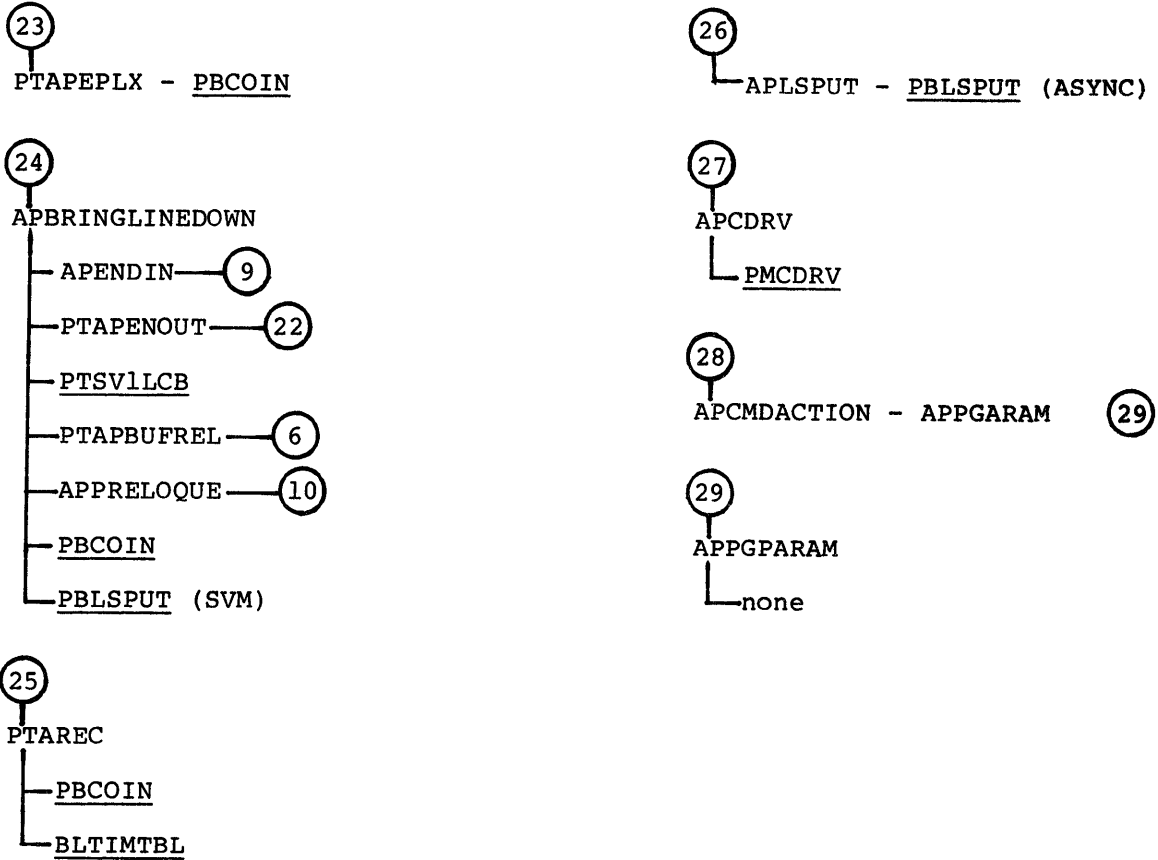 23
PTAPEPLX - PBCOIN
24
APBRINGLINEDOWN
APENDIN 9
PTAPENOUT 22
PTSV1LCB
PTAPBUFREL 6
APPRELOQUE 10
PBCOIN
PBLSPUT (SVM)
25
PTAREC
PBCOIN
BLTIMTBL
26
APLSPUT - PBLSPUT (ASYNC)
27
APCDRV
PMCDRV
28
APCMDACTION - APPGARAM 29
29
APPGPARAM
none